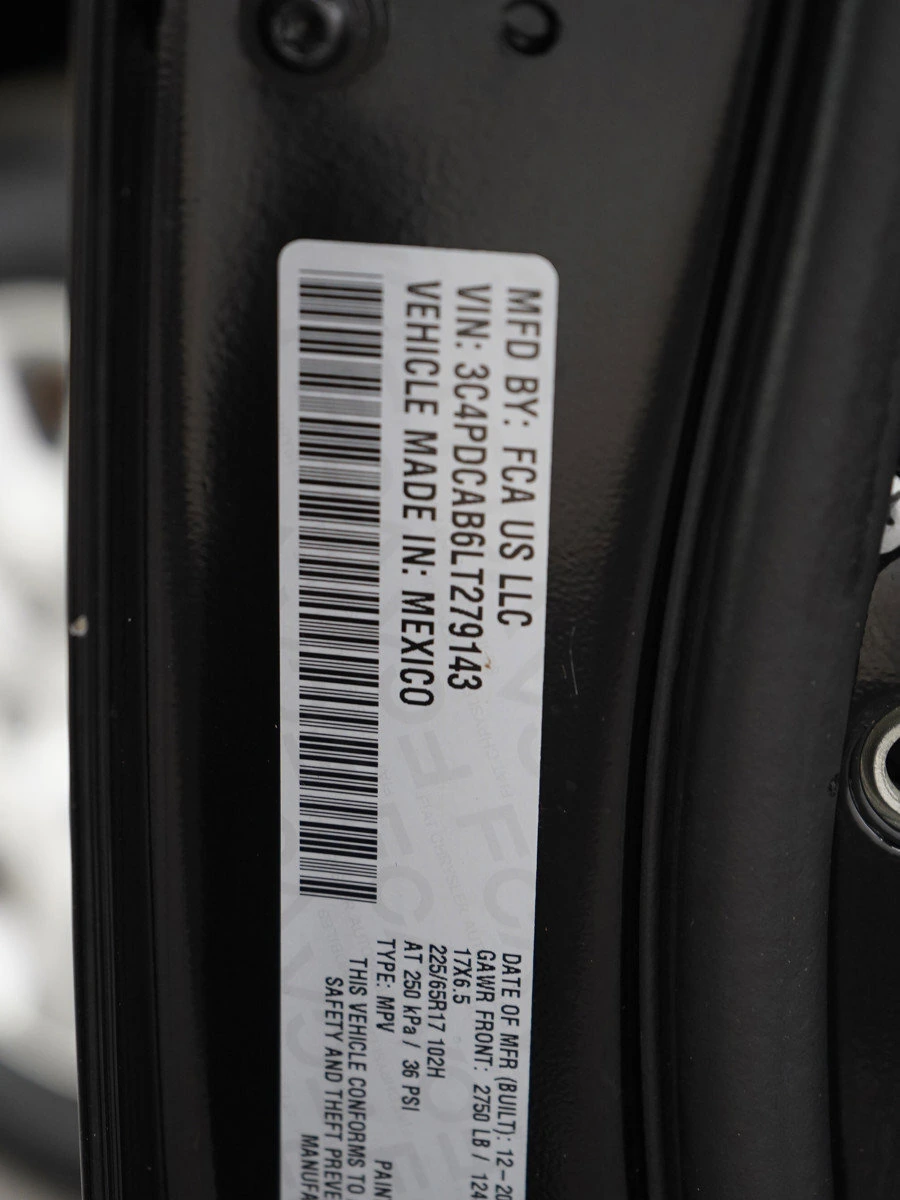 MFD BY: FCA US LLC
VIN: 3C4PDCAB6LT279143
VEHICLE MADE IN: MEXICO
DATE OF MFR (BUILT): 12-20
GAWR FRONT: 2750 LB / 124
17X6.5
225/65R17 102H
AT 250 kPa / 36 PSI
TYPE: MPV PAIN
THIS VEHICLE CONFORMS TO
SAFETY AND THEFT PREVE
MANUFA